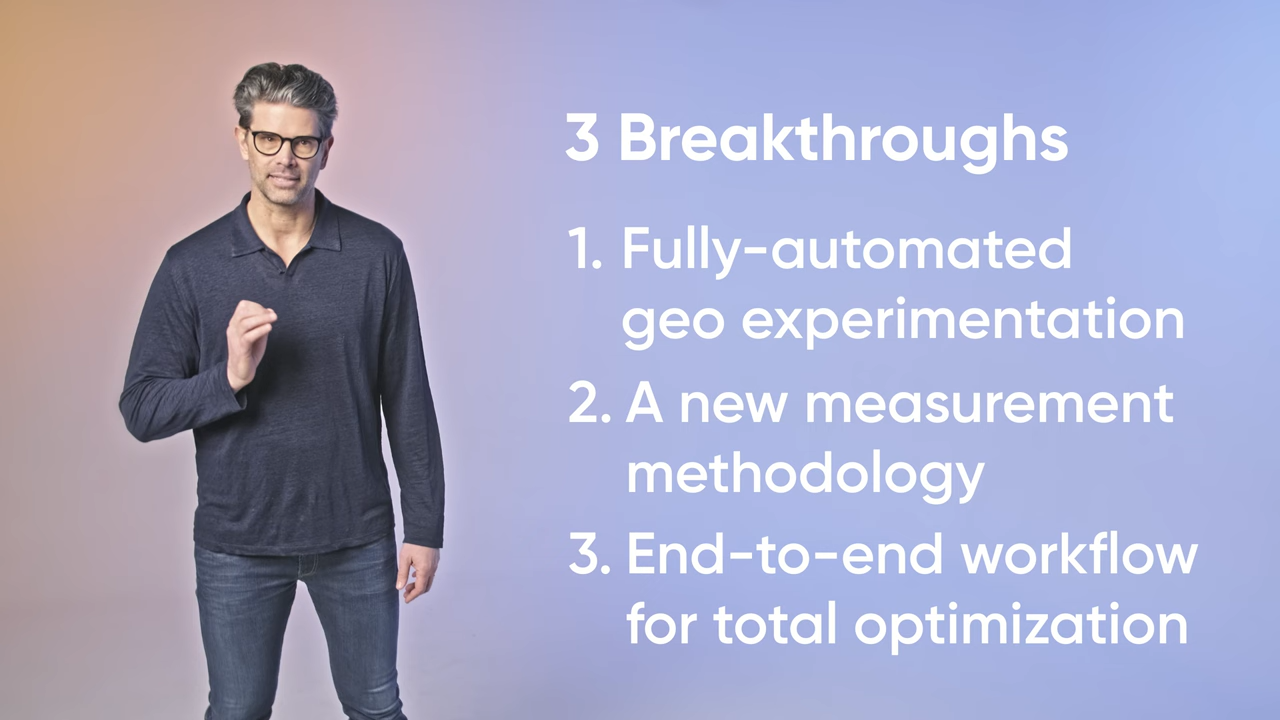 3 Breakthroughs
1. Fully-automated
geo experimentation
2. A new measurement
methodology
3. End-to-end workflow
for total optimization